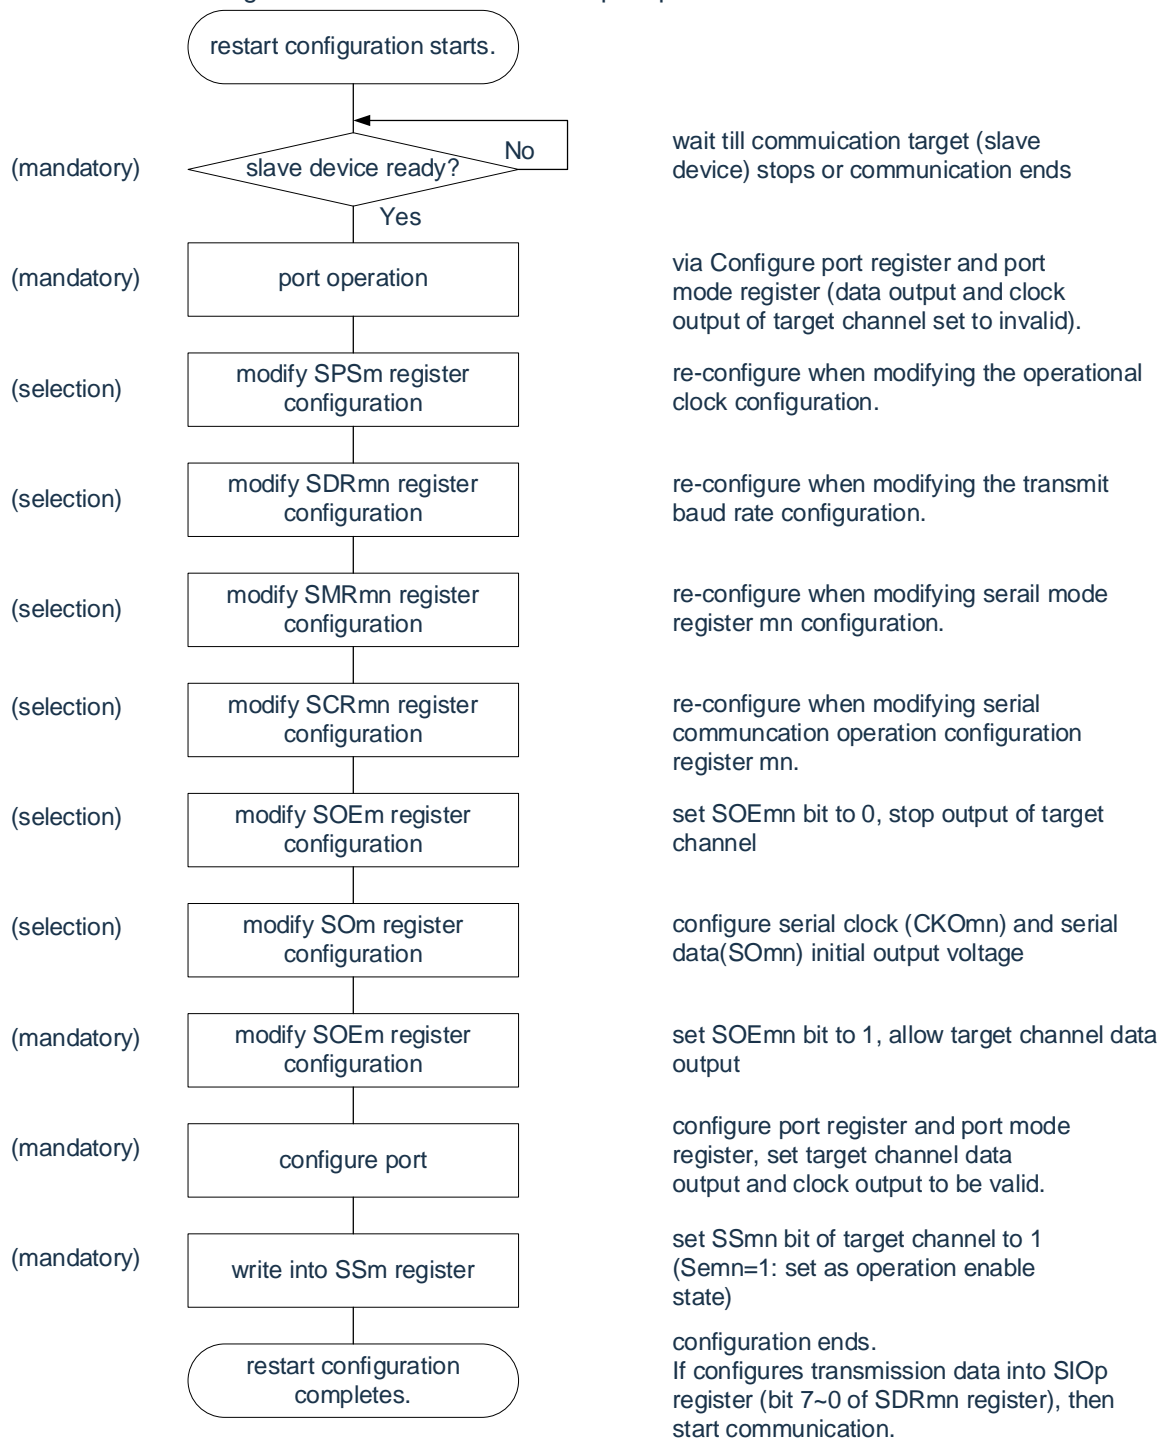 restart configuration starts.
(mandatory)
slave device ready?
No
Yes
wait till commuication target (slave
device) stops or communication ends
(mandatory)
port operation
via Configure port register and port
mode register (data output and clock
output of target channel set to invalid).
(selection)
modify SPSm register
configuration
re-configure when modifying the operational
clock configuration.
(selection)
modify SDRmn register
configuration
re-configure when modifying the transmit
baud rate configuration.
(selection)
modify SMRmn register
configuration
re-configure when modifying serail mode
register mn configuration.
(selection)
modify SCRmn register
configuration
re-configure when modifying serial
communcation operation configuration
register mn.
(selection)
modify SOEm register
configuration
set SOEmn bit to 0, stop output of target
channel
(selection)
modify SOm register
configuration
configure serial clock (CKOmn) and serial
data(SOmn) initial output voltage
(mandatory)
modify SOEm register
configuration
set SOEmn bit to 1, allow target channel data
output
(mandatory)
configure port
configure port register and port mode
register, set target channel data
output and clock output to be valid.
(mandatory)
write into SSm register
set SSmn bit of target channel to 1
(Semn=1: set as operation enable
state)
restart configuration
completes.
configuration ends.
If configures transmission data into SIOp
register (bit 7~0 of SDRmn register), then
start communication.